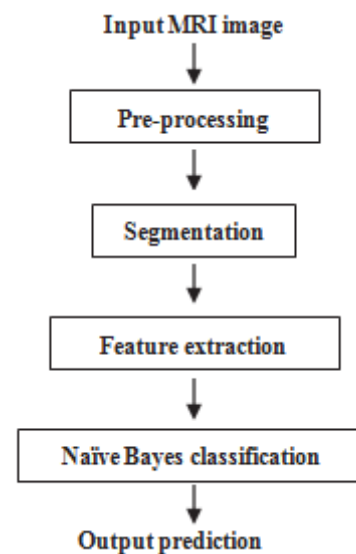 Input MRI image
Pre-processing
Segmentation
Feature extraction
Naïve Bayes classification
Output prediction